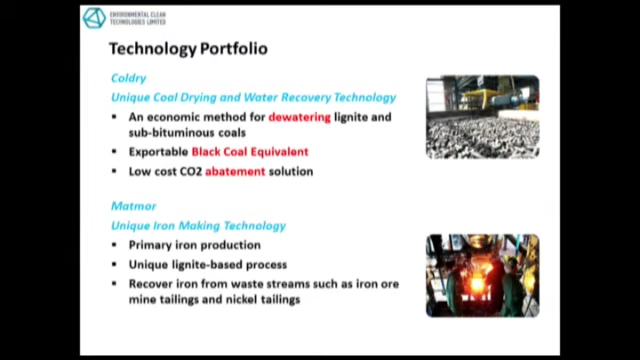 ENVIRONMENTAL CLEAN
TECHNOLOGIES LIMITED
Technology Portfolio
Coldry
Unique Coal Drying and Water Recovery Technology
▪ An economic method for dewatering lignite and
sub-bituminous coals
▪ Exportable Black Coal Equivalent
▪ Low cost CO2 abatement solution
Matmor
Unique Iron Making Technology
▪ Primary iron production
▪ Unique lignite-based process
▪ Recover iron from waste streams such as iron ore
mine tailings and nickel tailings